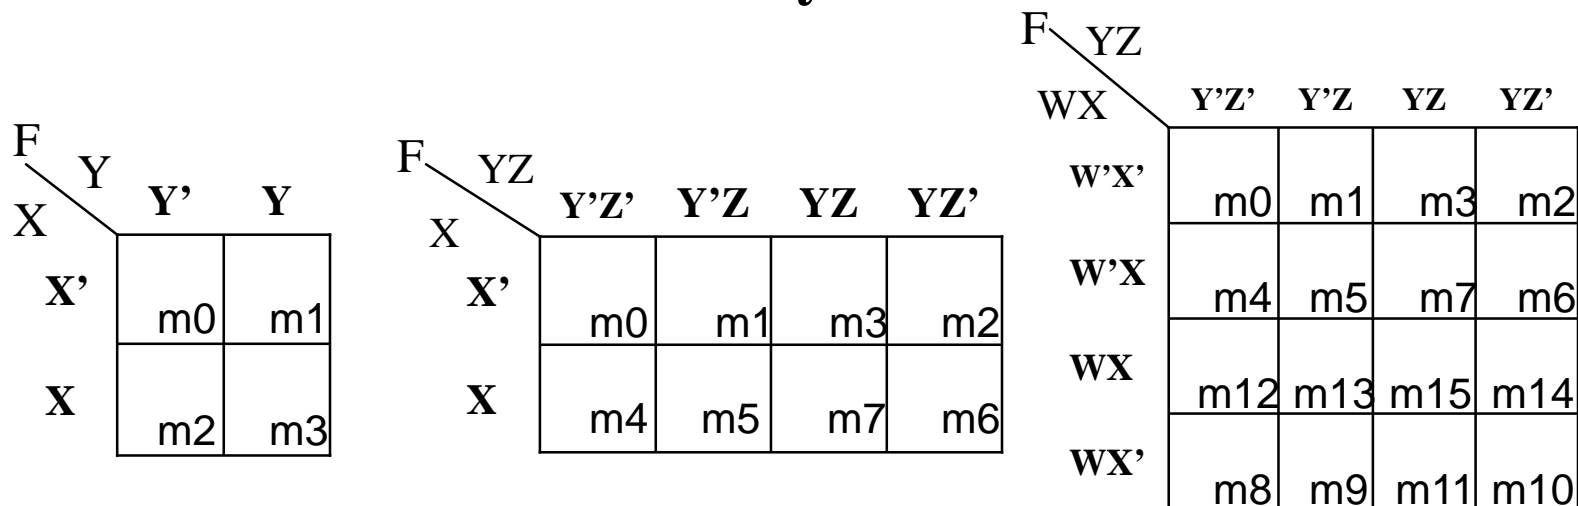 F Y
X Y’ Y
X’ m0 m1
X m2 m3
F YZ
X Y’Z’ Y’Z YZ YZ’
X’ m0 m1 m3 m2
X m4 m5 m7 m6
F YZ
WX Y’Z’ Y’Z YZ YZ’
W’X’ m0 m1 m3 m2
W’X m4 m5 m7 m6
WX m12 m13 m15 m14
WX’ m8 m9 m11 m10